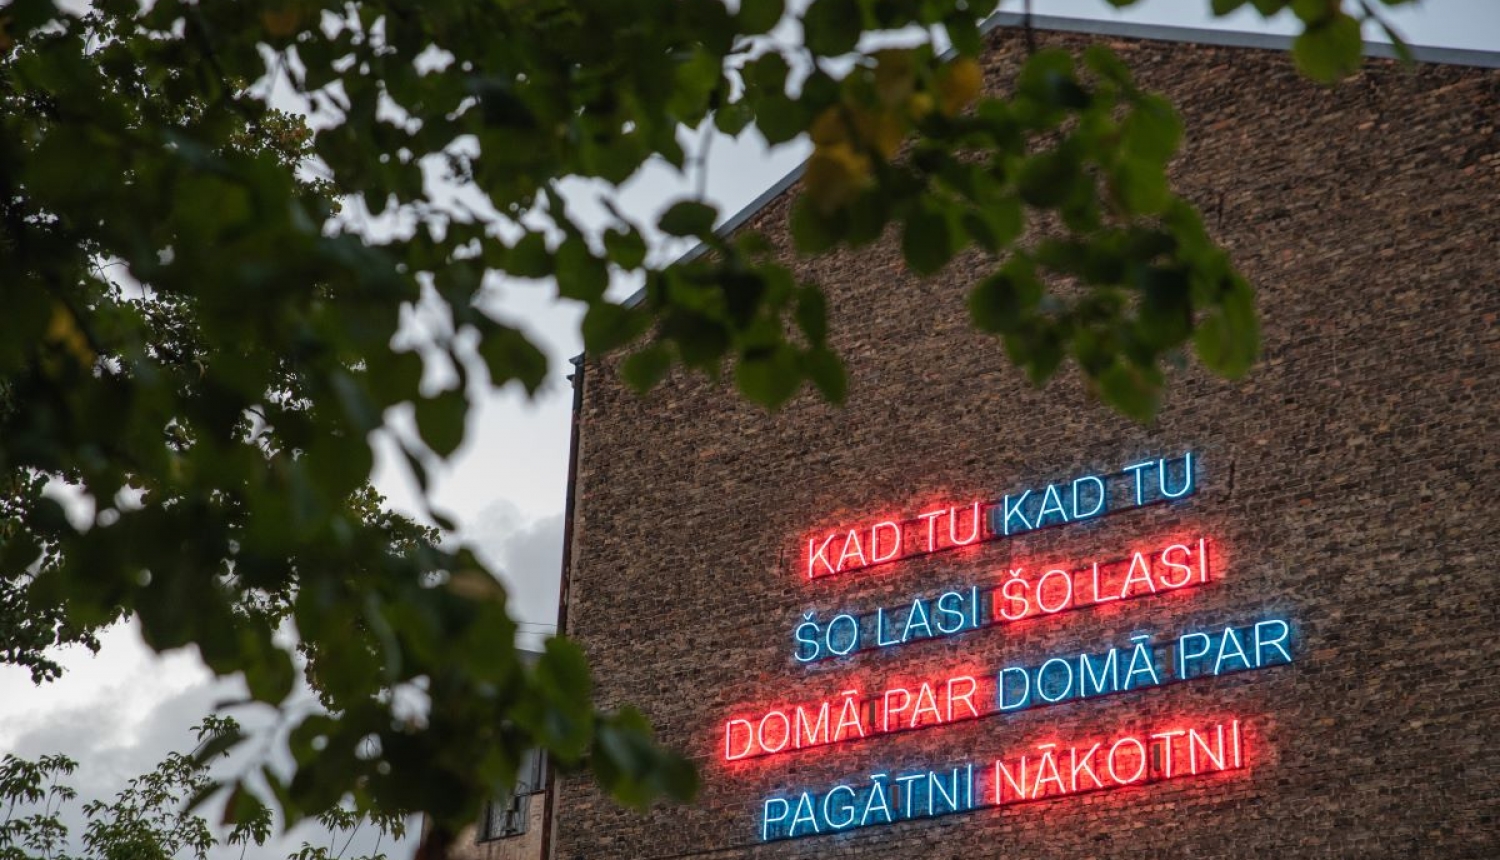 KAD TU KAD TU
ŠO LASI ŠO LASI
DOMĀ PAR DOMĀ PAR
PAGĀTNI NĀKOTNI